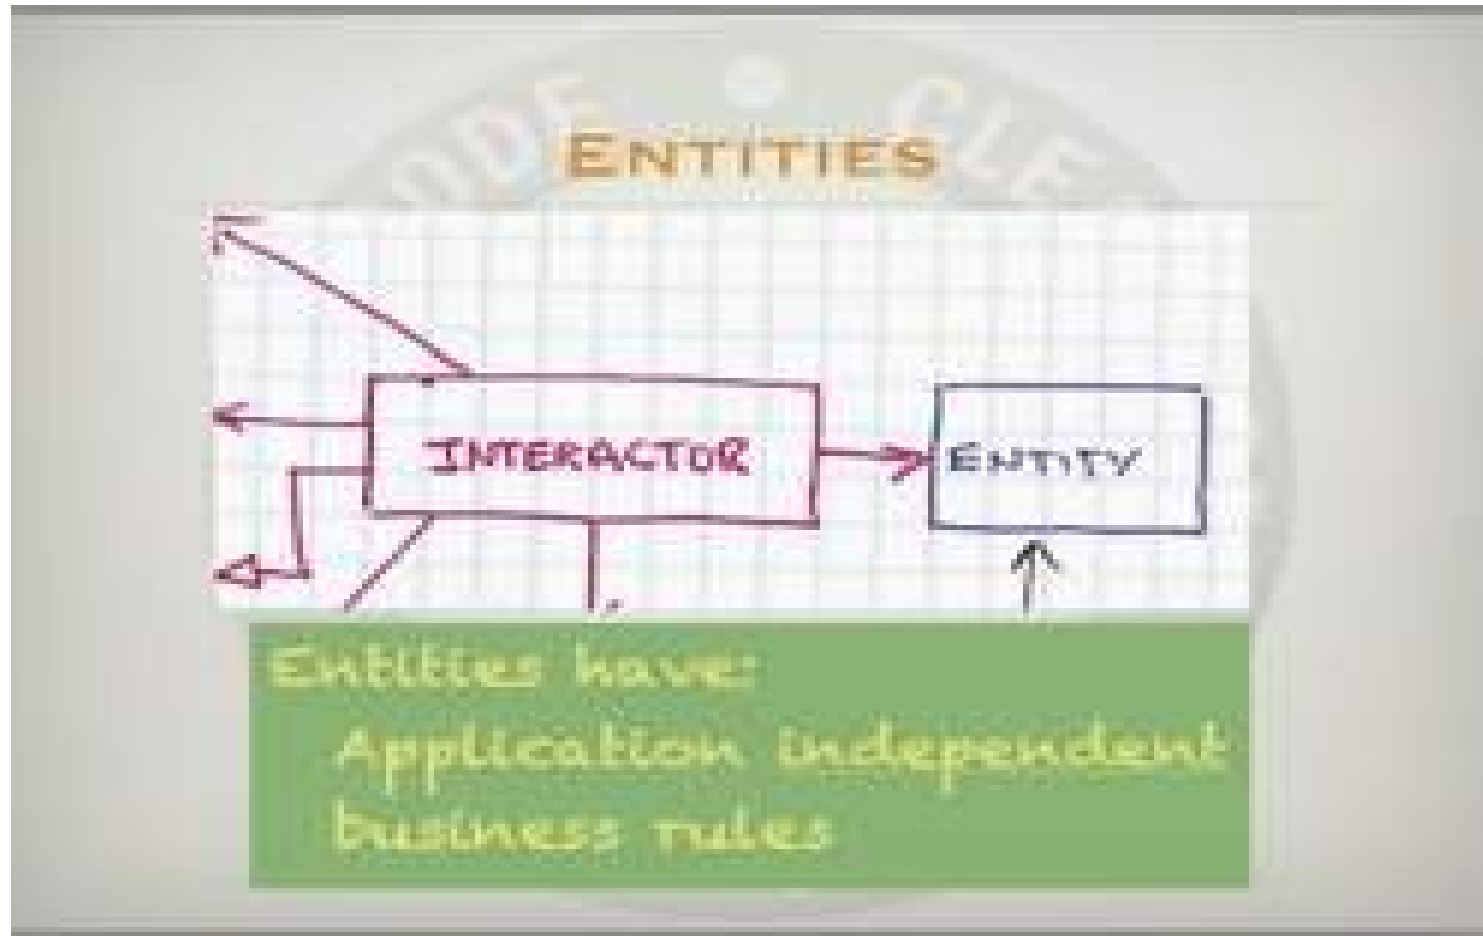 ENTITIES
INTERACTOR
ENTITY
Entities have:
Application independent
business rules